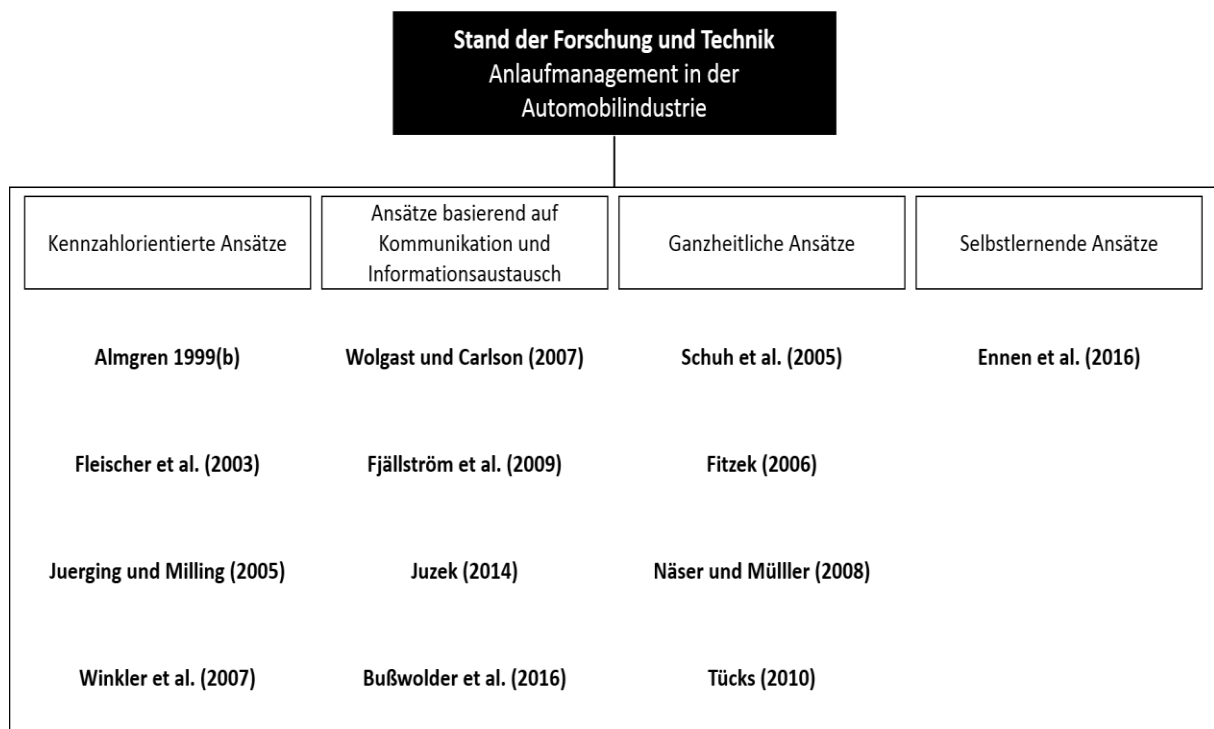 Stand der Forschung und Technik
Anlaufmanagement in der
Automobilindustrie
Kennzahlorientierte Ansätze
Ansätze basierend auf
Kommunikation und
Informationsaustausch
Ganzheitliche Ansätze
Selbstlernende Ansätze
Almgren 1999(b)
Wolgast und Carlson (2007)
Schuh et al. (2005)
Ennen et al. (2016)
Fleischer et al. (2003)
Fjällström et al. (2009)
Fitzek (2006)
Juerging und Milling (2005)
Juzek (2014)
Näser und Mülller (2008)
Winkler et al. (2007)
Bußwolder et al. (2016)
Tücks (2010)